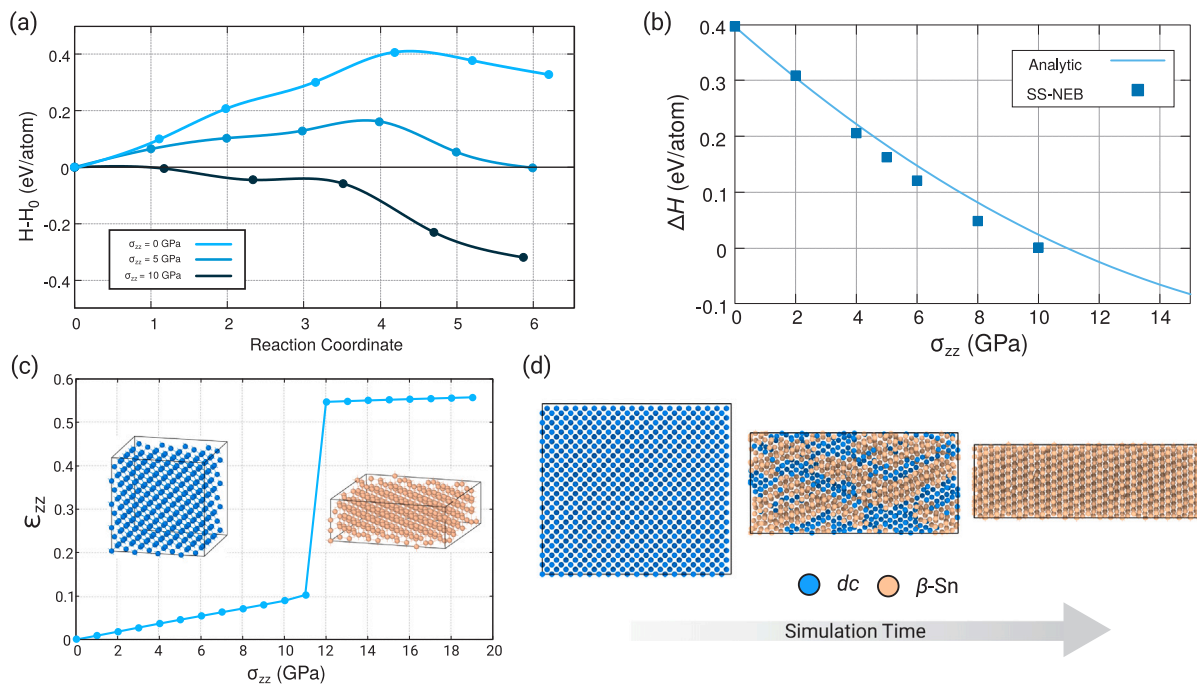 (a)
0.4
0.2
0
-0.2
-0.4
H-H₀ (eV/atom)
σzz = 0 GPa
σzz = 5 GPa
σzz = 10 GPa
0 1 2 3 4 5 6
Reaction Coordinate
(b)
0.4
0.3
0.2
0.1
0
-0.1
ΔH (eV/atom)
Analytic
SS-NEB
0 2 4 6 8 10 12 14
σzz (GPa)
(c)
0.6
0.5
0.4
0.3
0.2
0.1
0
εzz
0 2 4 6 8 10 12 14 16 18 20
σzz (GPa)
(d)
dc β-Sn
Simulation Time